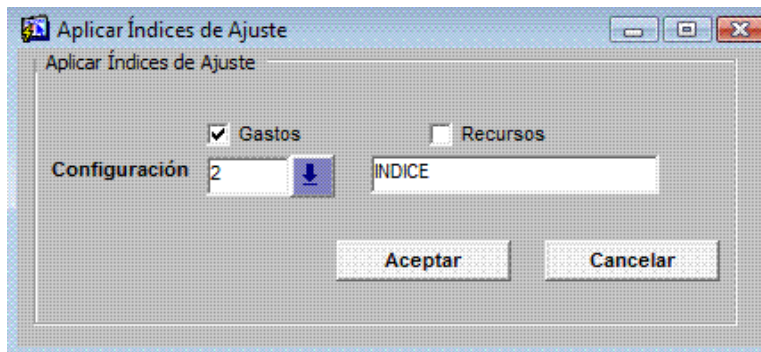 Aplicar Índices de Ajuste
Aplicar Índices de Ajuste
Gastos Recursos
Configuración 2 INDICE
Aceptar Cancelar